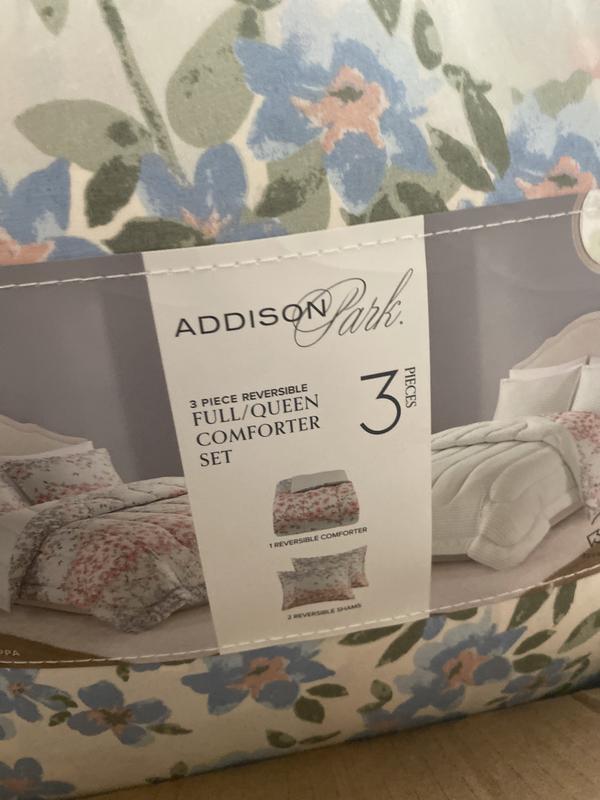 ADDISON Park.
3 PIECE REVERSIBLE
FULL/QUEEN
COMFORTER
SET
3 PIECES
1 REVERSIBLE COMFORTER
2 REVERSIBLE SHAMS